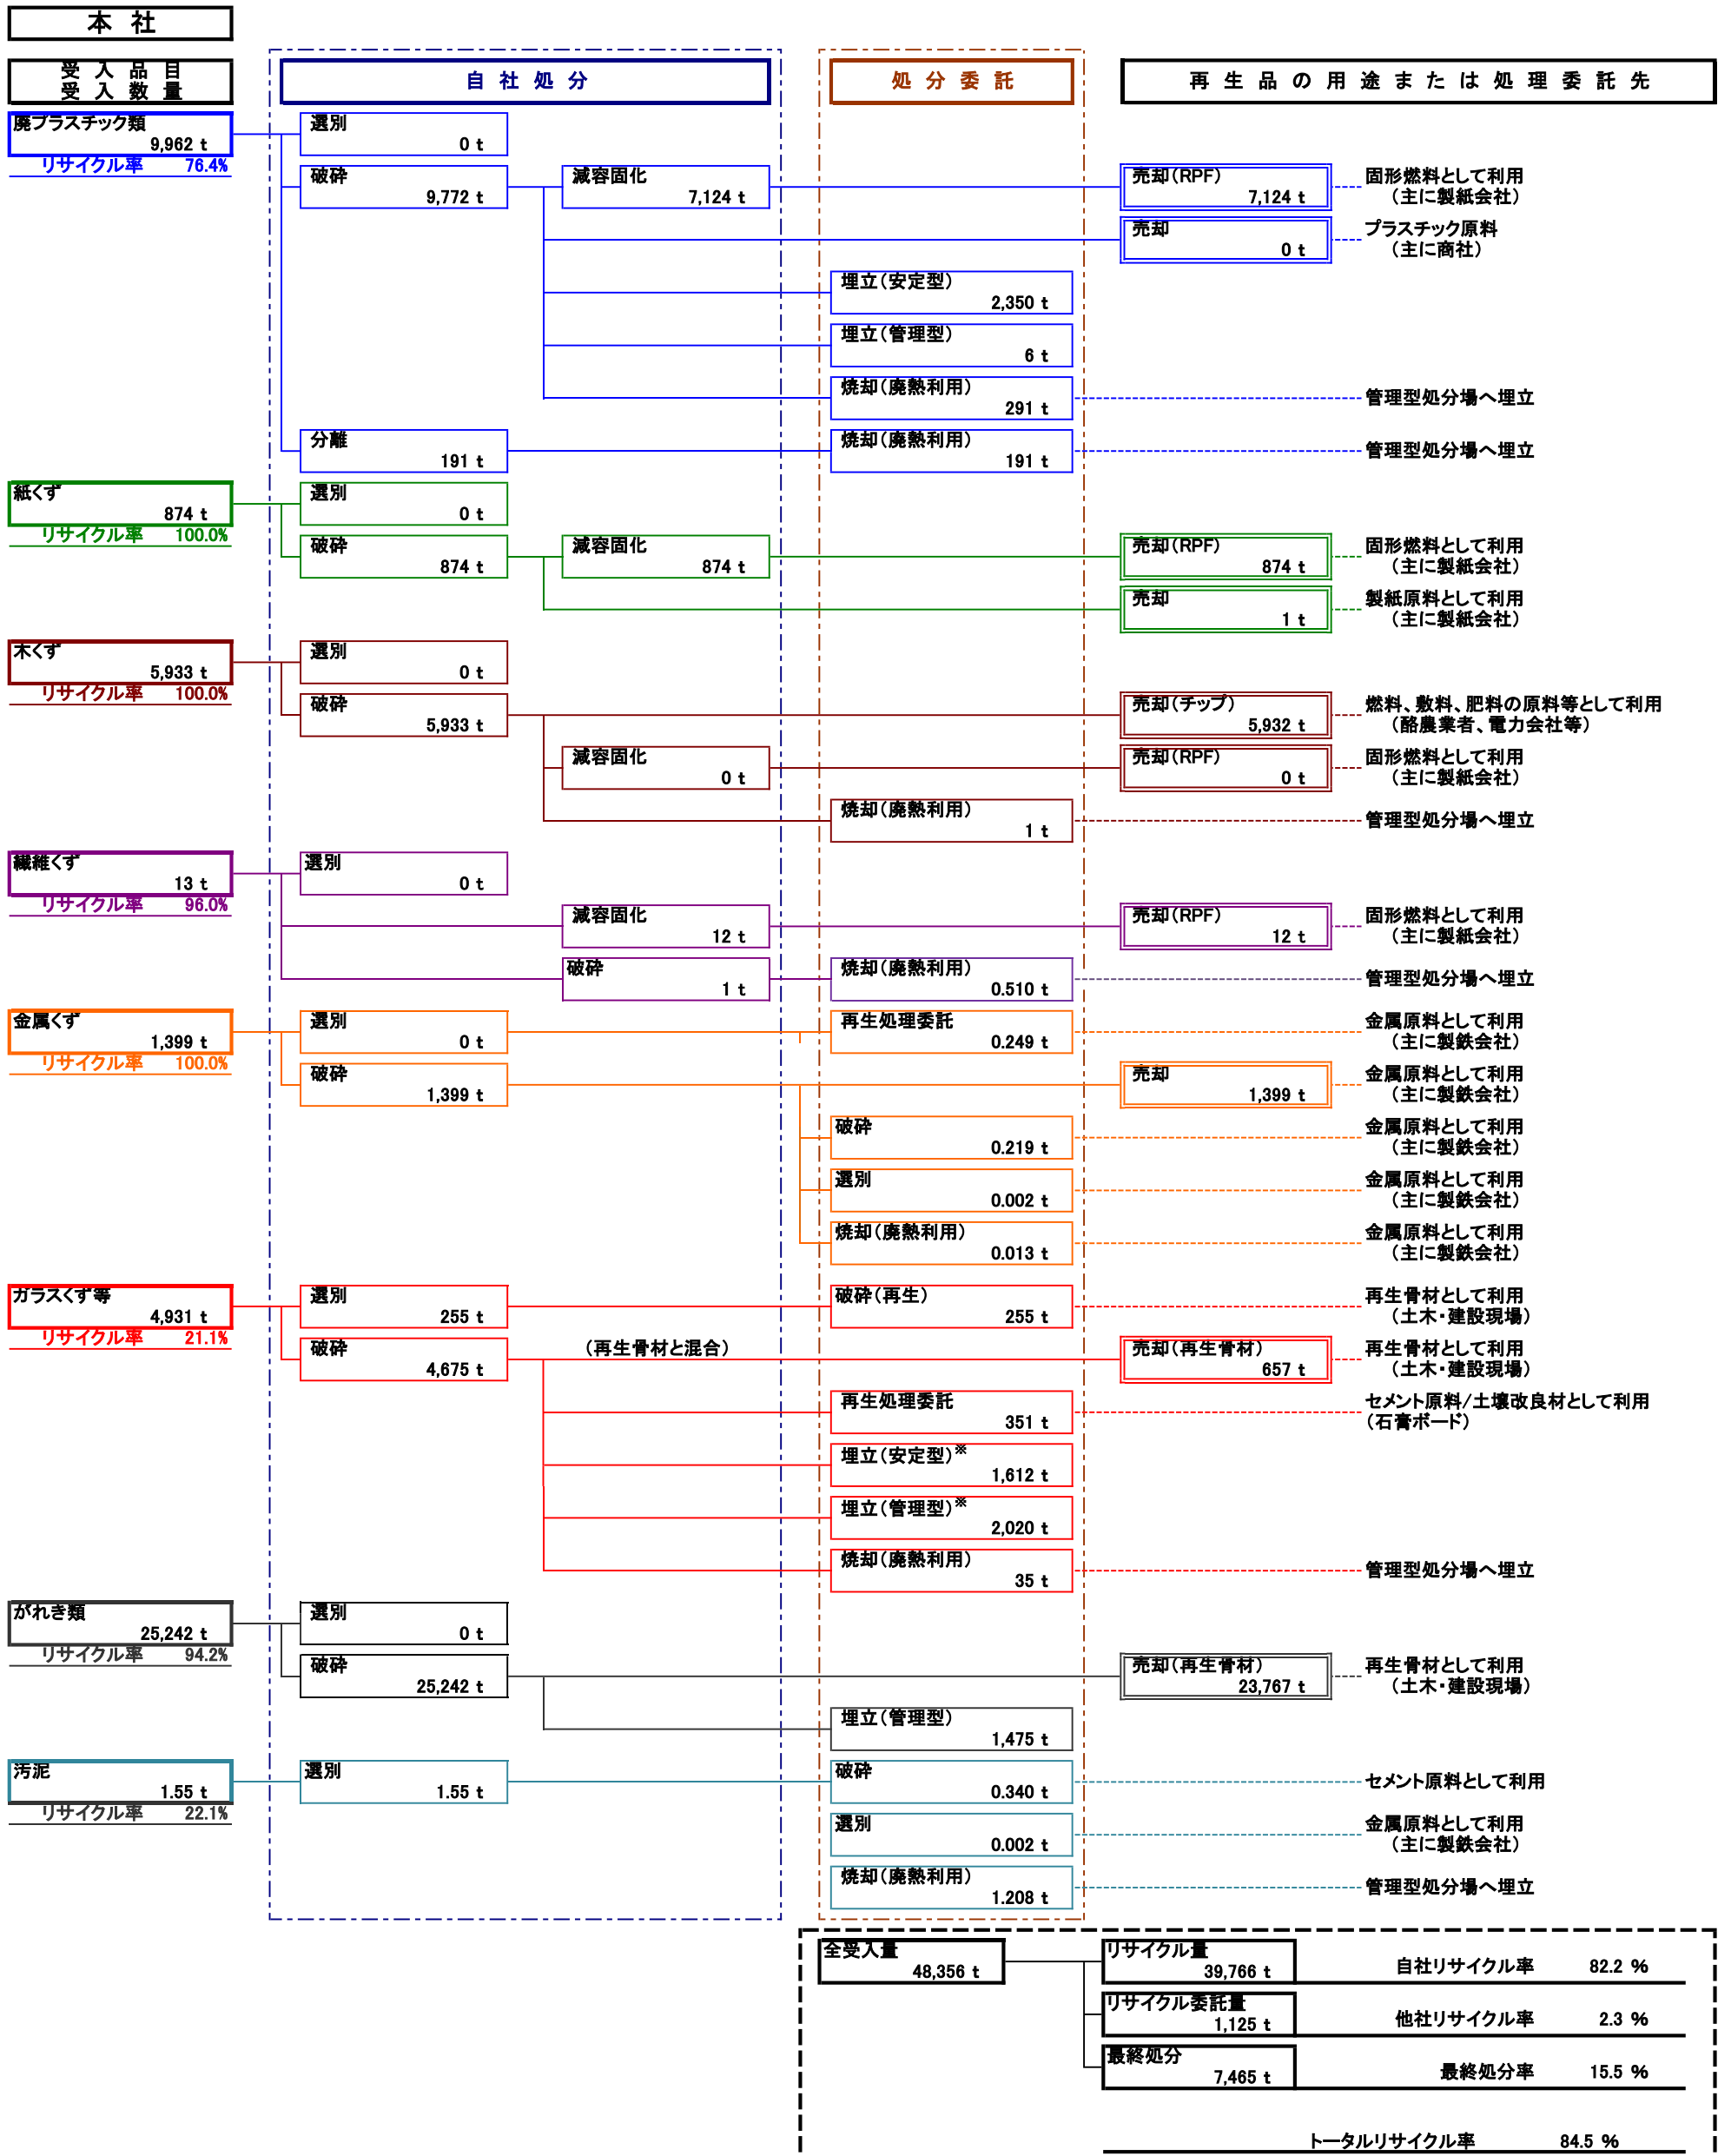 本 社
受 入 品 目
受 入 数 量
自 社 処 分
処 分 委 託
再 生 品 の 用 途 ま た は 処 理 委 託 先
廃プラスチック類
9,962 t
リサイクル率 76.4%
選別
0 t
破砕
9,772 t
減容固化
7,124 t
売却(RPF)
7,124 t
固形燃料として利用
(主に製紙会社)
売却
0 t
プラスチック原料
(主に商社)
埋立(安定型)
2,350 t
埋立(管理型)
6 t
焼却(廃熱利用)
291 t
管理型処分場へ埋立
分離
191 t
焼却(廃熱利用)
191 t
管理型処分場へ埋立
紙くず
874 t
リサイクル率 100.0%
選別
0 t
破砕
874 t
減容固化
874 t
売却(RPF)
874 t
固形燃料として利用
(主に製紙会社)
売却
1 t
製紙原料として利用
(主に製紙会社)
木くず
5,933 t
リサイクル率 100.0%
選別
0 t
破砕
5,933 t
売却(チップ)
5,932 t
燃料、敷料、肥料の原料等として利用
(酪農業者、電力会社等)
減容固化
0 t
売却(RPF)
0 t
固形燃料として利用
(主に製紙会社)
焼却(廃熱利用)
1 t
管理型処分場へ埋立
繊維くず
13 t
リサイクル率 96.0%
選別
0 t
減容固化
12 t
売却(RPF)
12 t
固形燃料として利用
(主に製紙会社)
破砕
1 t
焼却(廃熱利用)
0.510 t
管理型処分場へ埋立
金属くず
1,399 t
リサイクル率 100.0%
選別
0 t
再生処理委託
0.249 t
金属原料として利用
(主に製鉄会社)
破砕
1,399 t
売却
1,399 t
金属原料として利用
(主に製鉄会社)
破砕
0.219 t
金属原料として利用
(主に製鉄会社)
選別
0.002 t
金属原料として利用
(主に製鉄会社)
焼却(廃熱利用)
0.013 t
金属原料として利用
(主に製鉄会社)
ガラスくず等
4,931 t
リサイクル率 21.1%
選別
255 t
破砕(再生)
255 t
再生骨材として利用
(土木・建設現場)
破砕
4,675 t
(再生骨材と混合)
売却(再生骨材)
657 t
再生骨材として利用
(土木・建設現場)
再生処理委託
351 t
セメント原料/土壌改良材として利用
(石膏ボード)
埋立(安定型)※
1,612 t
埋立(管理型)※
2,020 t
焼却(廃熱利用)
35 t
管理型処分場へ埋立
がれき類
25,242 t
リサイクル率 94.2%
選別
0 t
破砕
25,242 t
売却(再生骨材)
23,767 t
再生骨材として利用
(土木・建設現場)
埋立(管理型)
1,475 t
汚泥
1.55 t
リサイクル率 22.1%
選別
1.55 t
破砕
0.340 t
セメント原料として利用
選別
0.002 t
金属原料として利用
(主に製鉄会社)
焼却(廃熱利用)
1.208 t
管理型処分場へ埋立
全受入量
48,356 t
リサイクル量
39,766 t
自社リサイクル率 82.2 %
リサイクル委託量
1,125 t
他社リサイクル率 2.3 %
最終処分
7,465 t
最終処分率 15.5 %
トータルリサイクル率 84.5 %